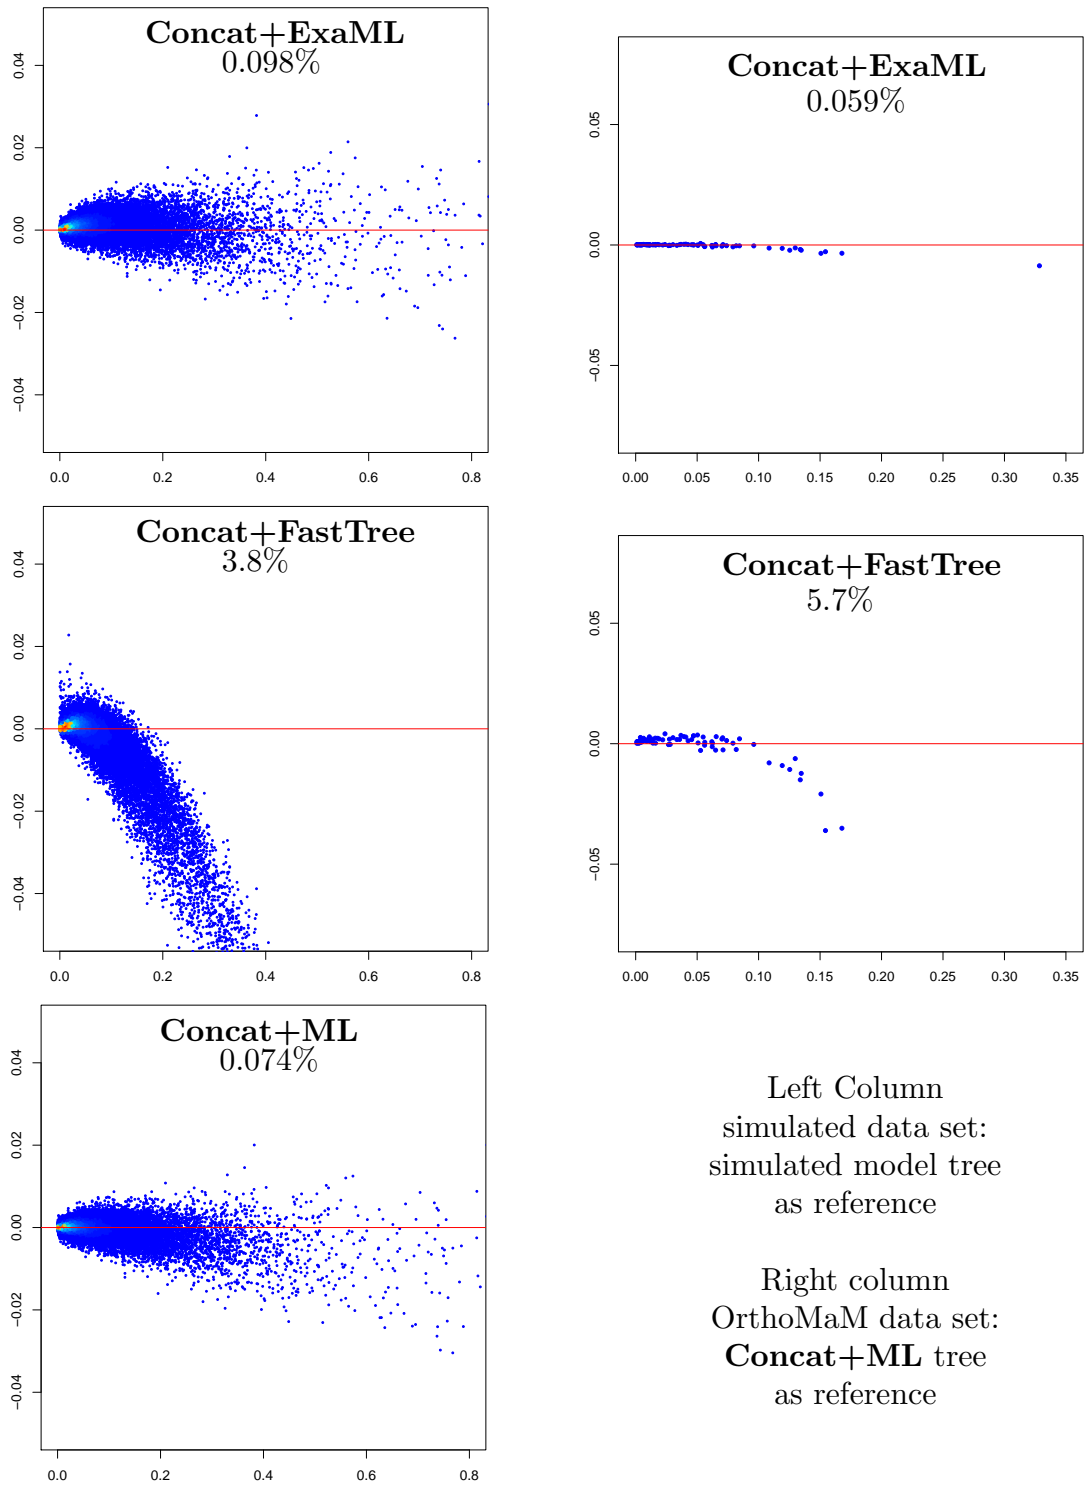 Concat+ExaML
0.098%
0.04
0.02
0.00
−0.02
−0.04
0.0 0.2 0.4 0.6 0.8
Concat+ExaML
0.059%
0.05
0.00
−0.05
0.00 0.05 0.10 0.15 0.20 0.25 0.30 0.35
Concat+FastTree
3.8%
0.04
0.02
0.00
−0.02
−0.04
0.0 0.2 0.4 0.6 0.8
Concat+FastTree
5.7%
0.05
0.00
−0.05
0.00 0.05 0.10 0.15 0.20 0.25 0.30 0.35
Concat+ML
0.074%
0.04
0.02
0.00
−0.02
−0.04
0.0 0.2 0.4 0.6 0.8
Left Column
simulated data set:
simulated model tree
as reference
Right column
OrthoMaM data set:
Concat+ML tree
as reference